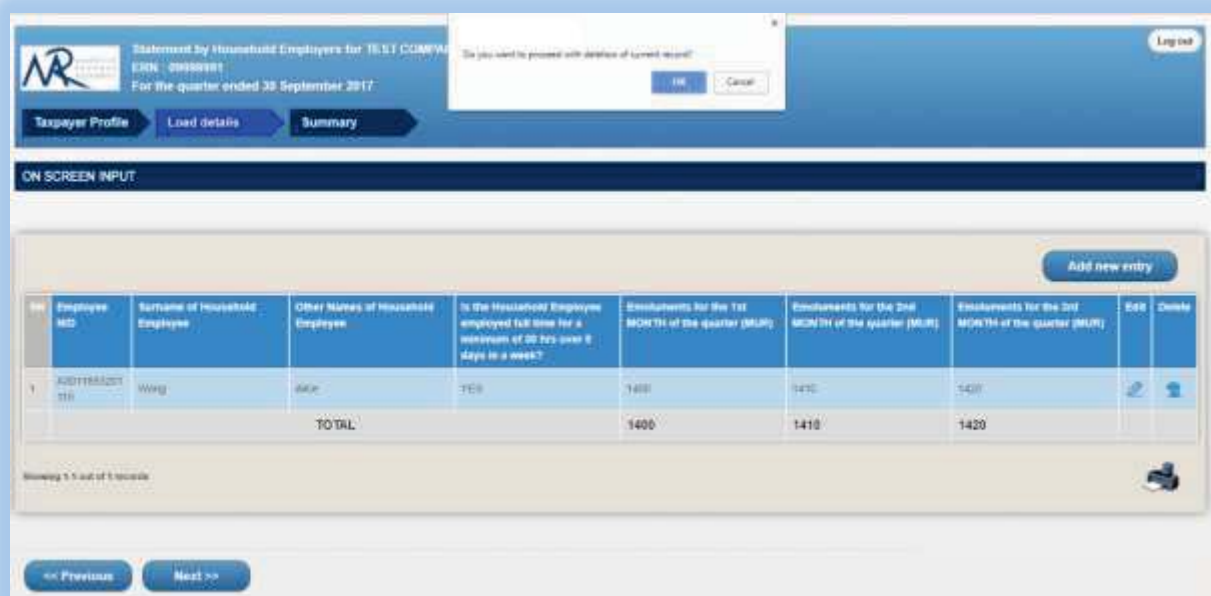 Statement by Household Employers for TEST COMPA
ERN :
For the quarter ended 30 September 2017
Do you want to proceed with deletion of current record?
OK Cancel
Log out
Taxpayer Profile Load details Summary
ON SCREEN INPUT
Add new entry
Employee NID Surname of Household Employee Other Names of Household Employee Is the Household Employee employed full time for a minimum of 30 hrs over 5 days in a week? Emoluments for the 1st MONTH of the quarter (MUR) Emoluments for the 2nd MONTH of the quarter (MUR) Emoluments for the 3rd MONTH of the quarter (MUR) Edit Delete
1 Wong YES 1400 1410 1420
TOTAL 1400 1410 1420
Showing 1-1 out of 1 records
<< Previous Next >>